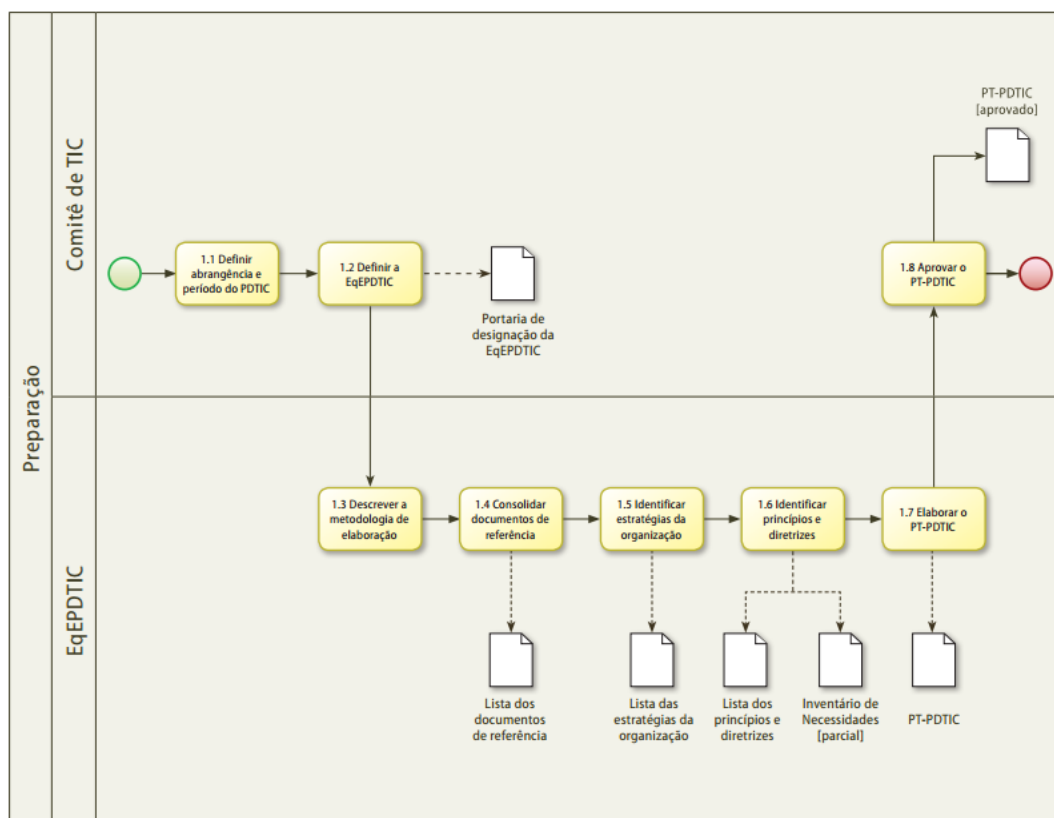 Preparação
Comitê de TIC
1.1 Definir
abrangência e
período do PDTIC
1.2 Definir a
EqEPDTIC
Portaria de
designação da
EqEPDTIC
PT-PDTIC
[aprovado]
1.8 Aprovar o
PT-PDTIC
EqEPDTIC
1.3 Descrever a
metodologia de
elaboração
1.4 Consolidar
documentos de
referência
1.5 Identificar
estratégias da
organização
1.6 Identificar
princípios e
diretrizes
1.7 Elaborar o
PT-PDTIC
Lista dos
documentos
de referência
Lista das
estratégias da
organização
Lista dos
princípios e
diretrizes
Inventário de
Necessidades
[parcial]
PT-PDTIC